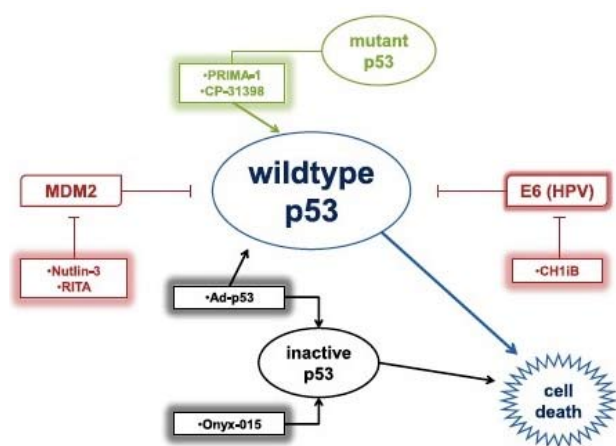 mutant
p53
•PRIMA-1
•CP-31398
wildtype
p53
MDM2
E6 (HPV)
•Nutlin-3
•RITA
•CH1iB
•Ad-p53
inactive
p53
cell
death
•Onyx-015